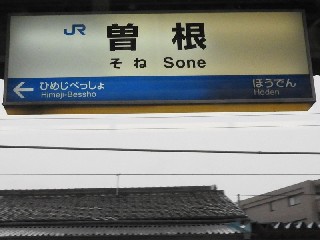 JR 曽根
そね Sone
← ひめじべっしょ ほうでん
Himeji-Bessho Hōden